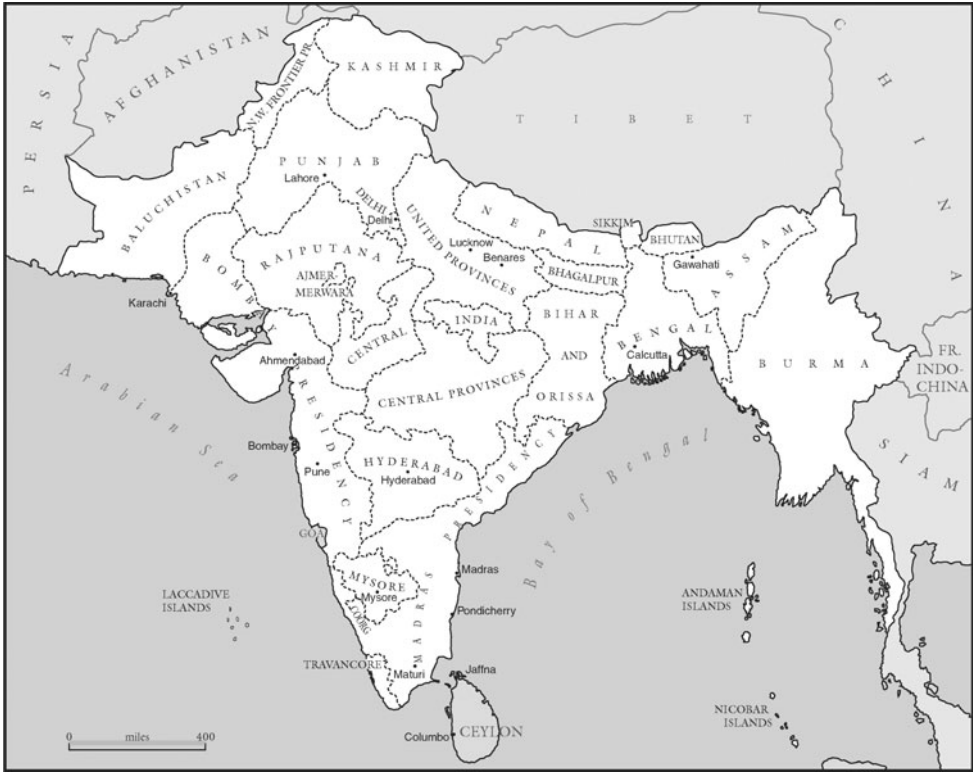 PERSIA
AFGHANISTAN
N.W. FRONTIER PR.
KASHMIR
CHINA
TIBET
PUNJAB
Lahore
BALUCHISTAN
DELHI
Delhi
UNITED PROVINCES
NEPAL
SIKKIM
BHUTAN
ASSAM
Lucknow
Benares
Gawahati
BHAGALPUR
RAJPUTANA
AJMER
MERWARA
Karachi
BOMBAY PRESIDENCY
CENTRAL
INDIA
BIHAR
AND
ORISSA
BENGAL
Calcutta
BURMA
FR.
INDO-
CHINA
SIAM
Ahmendabad
CENTRAL PROVINCES
Arabian Sea
Bombay
Pune
HYDERABAD
Hyderabad
Bay of Bengal
GOA
MADRAS PRESIDENCY
MYSORE
Mysore
COORG
Madras
Pondicherry
LACCADIVE
ISLANDS
ANDAMAN
ISLANDS
TRAVANCORE
Maturi
Jaffna
NICOBAR
ISLANDS
Columbo
CEYLON
0 miles 400